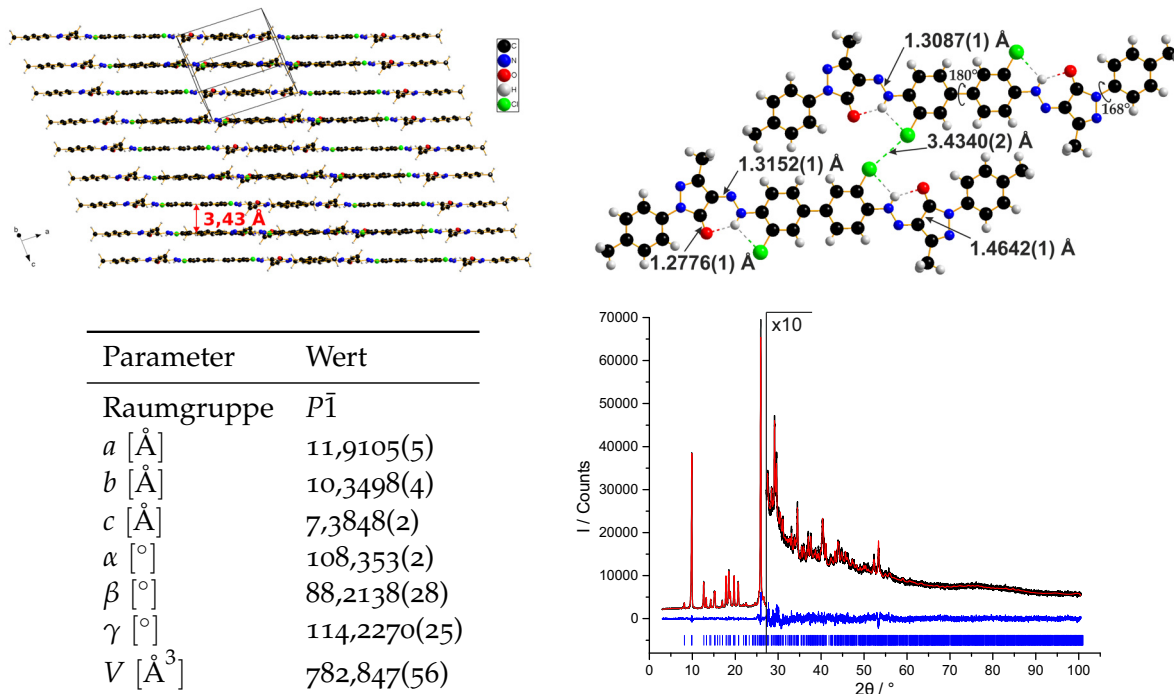 C
N
O
H
Cl
3,43 Å
b
a
c
1.3087(1) Å
180°
168°
3.4340(2) Å
1.3152(1) Å
1.2776(1) Å
1.4642(1) Å
Parameter Wert
Raumgruppe P1̄
a [Å] 11,9105(5)
b [Å] 10,3498(4)
c [Å] 7,3848(2)
α [°] 108,353(2)
β [°] 88,2138(28)
γ [°] 114,2270(25)
V [Å³] 782,847(56)
x10
70000
60000
50000
40000
30000
20000
10000
0
I / Counts
0 10 20 30 40 50 60 70 80 90 100
2θ / °